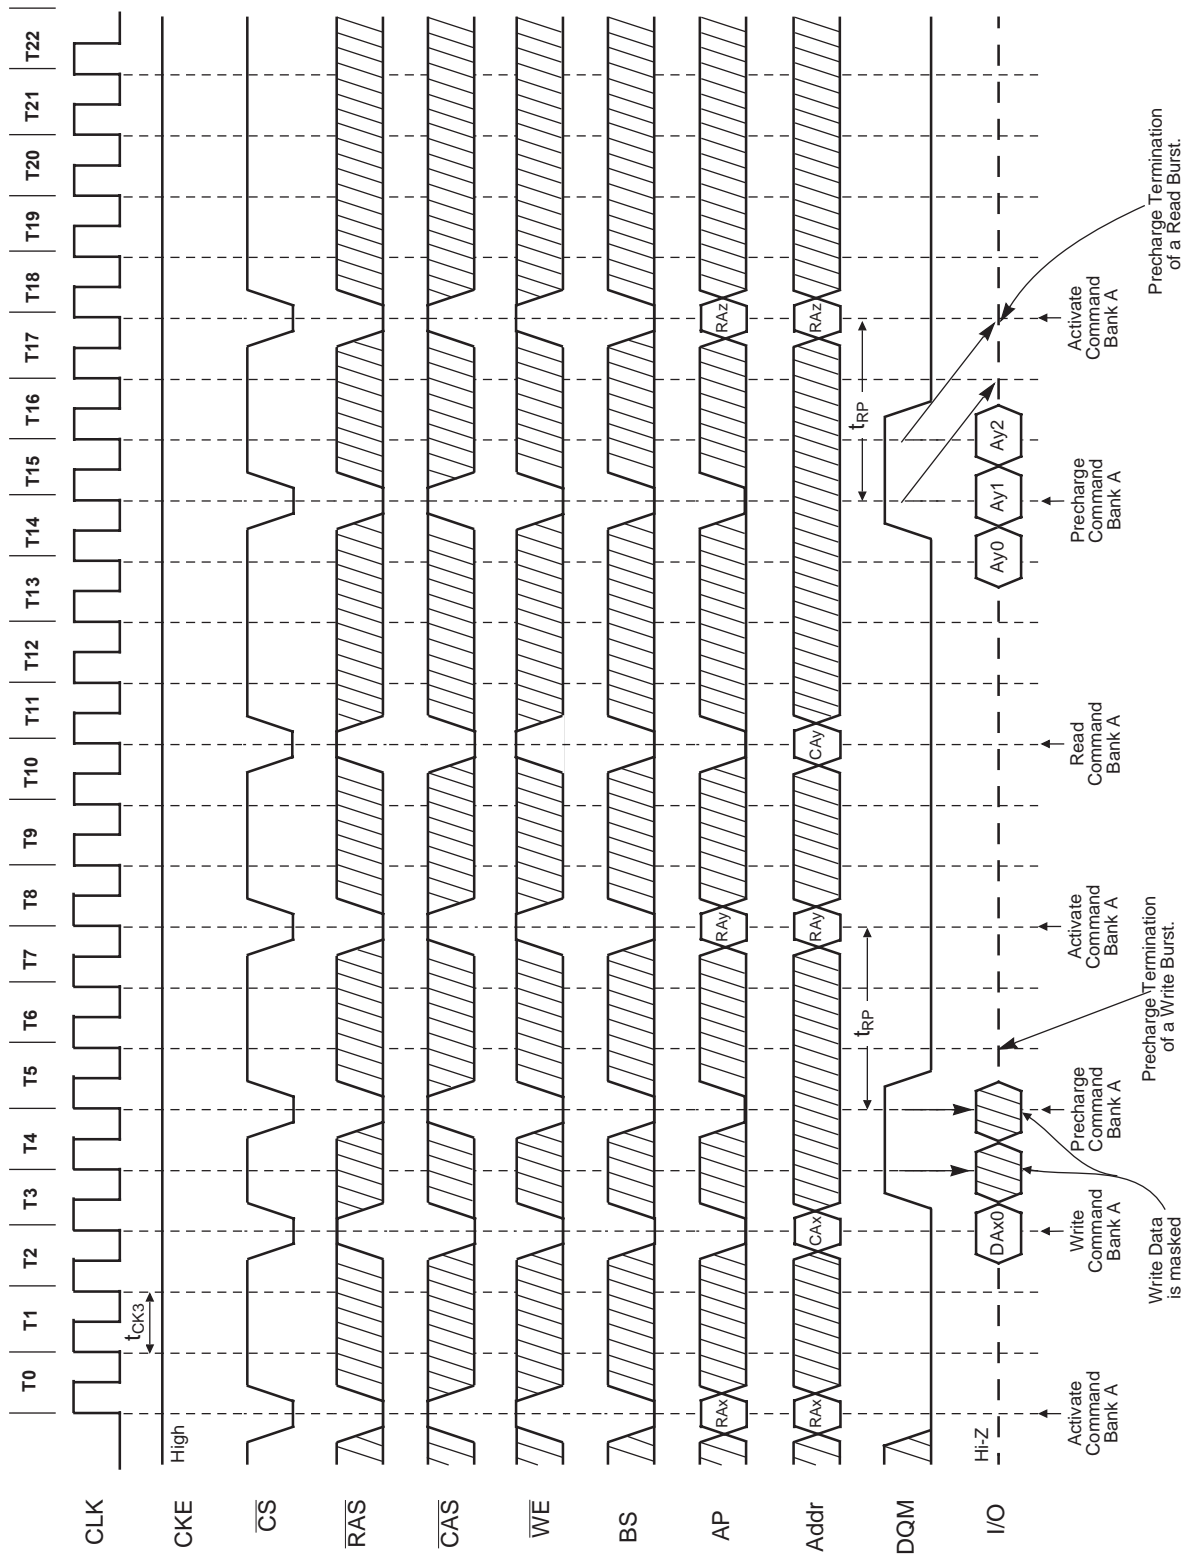 T0 T1 T2 T3 T4 T5 T6 T7 T8 T9 T10 T11 T12 T13 T14 T15 T16 T17 T18 T19 T20 T21 T22
CLK
tCK3
CKE
High
CS
RAS
CAS
WE
BS
AP
RAx
RAy
RAz
Addr
RAx
CAx
RAy
CAy
RAz
tRP
tRP
DQM
I/O
Hi-Z
DAx0
Ay0
Ay1
Ay2
Activate
Command
Bank A
Write
Command
Bank A
Precharge
Command
Bank A
Activate
Command
Bank A
Read
Command
Bank A
Precharge
Command
Bank A
Activate
Command
Bank A
Write Data
is masked
Precharge Termination
of a Write Burst.
Precharge Termination
of a Read Burst.